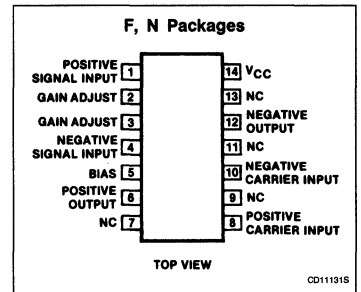 F, N Packages
POSITIVE
SIGNAL INPUT 1
GAIN ADJUST 2
GAIN ADJUST 3
NEGATIVE
SIGNAL INPUT 4
BIAS 5
POSITIVE
OUTPUT 6
NC 7
14 VCC
13 NC
12 NEGATIVE
OUTPUT
11 NC
10 NEGATIVE
CARRIER INPUT
9 NC
8 POSITIVE
CARRIER INPUT
TOP VIEW
CD11131S